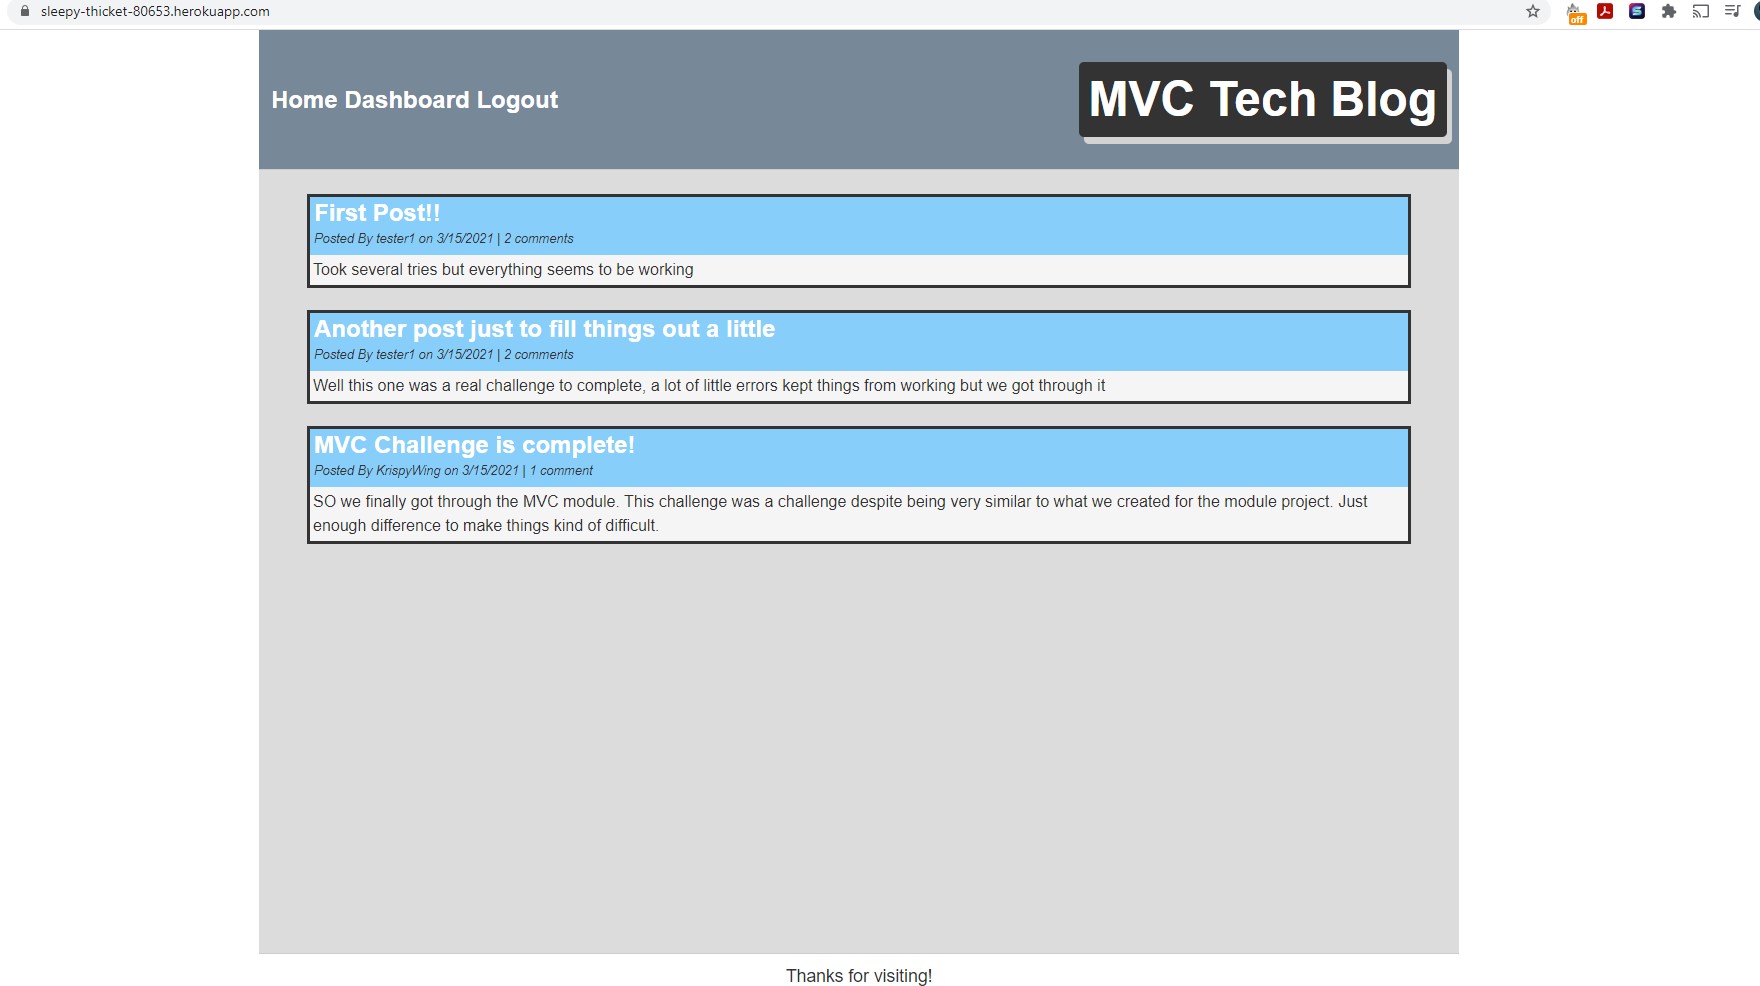 sleepy-thicket-80653.herokuapp.com
off
Home Dashboard Logout
MVC Tech Blog
First Post!!
Posted By tester1 on 3/15/2021 | 2 comments
Took several tries but everything seems to be working
Another post just to fill things out a little
Posted By tester1 on 3/15/2021 | 2 comments
Well this one was a real challenge to complete, a lot of little errors kept things from working but we got through it
MVC Challenge is complete!
Posted By KrispyWing on 3/15/2021 | 1 comment
SO we finally got through the MVC module. This challenge was a challenge despite being very similar to what we created for the module project. Just
enough difference to make things kind of difficult.
Thanks for visiting!